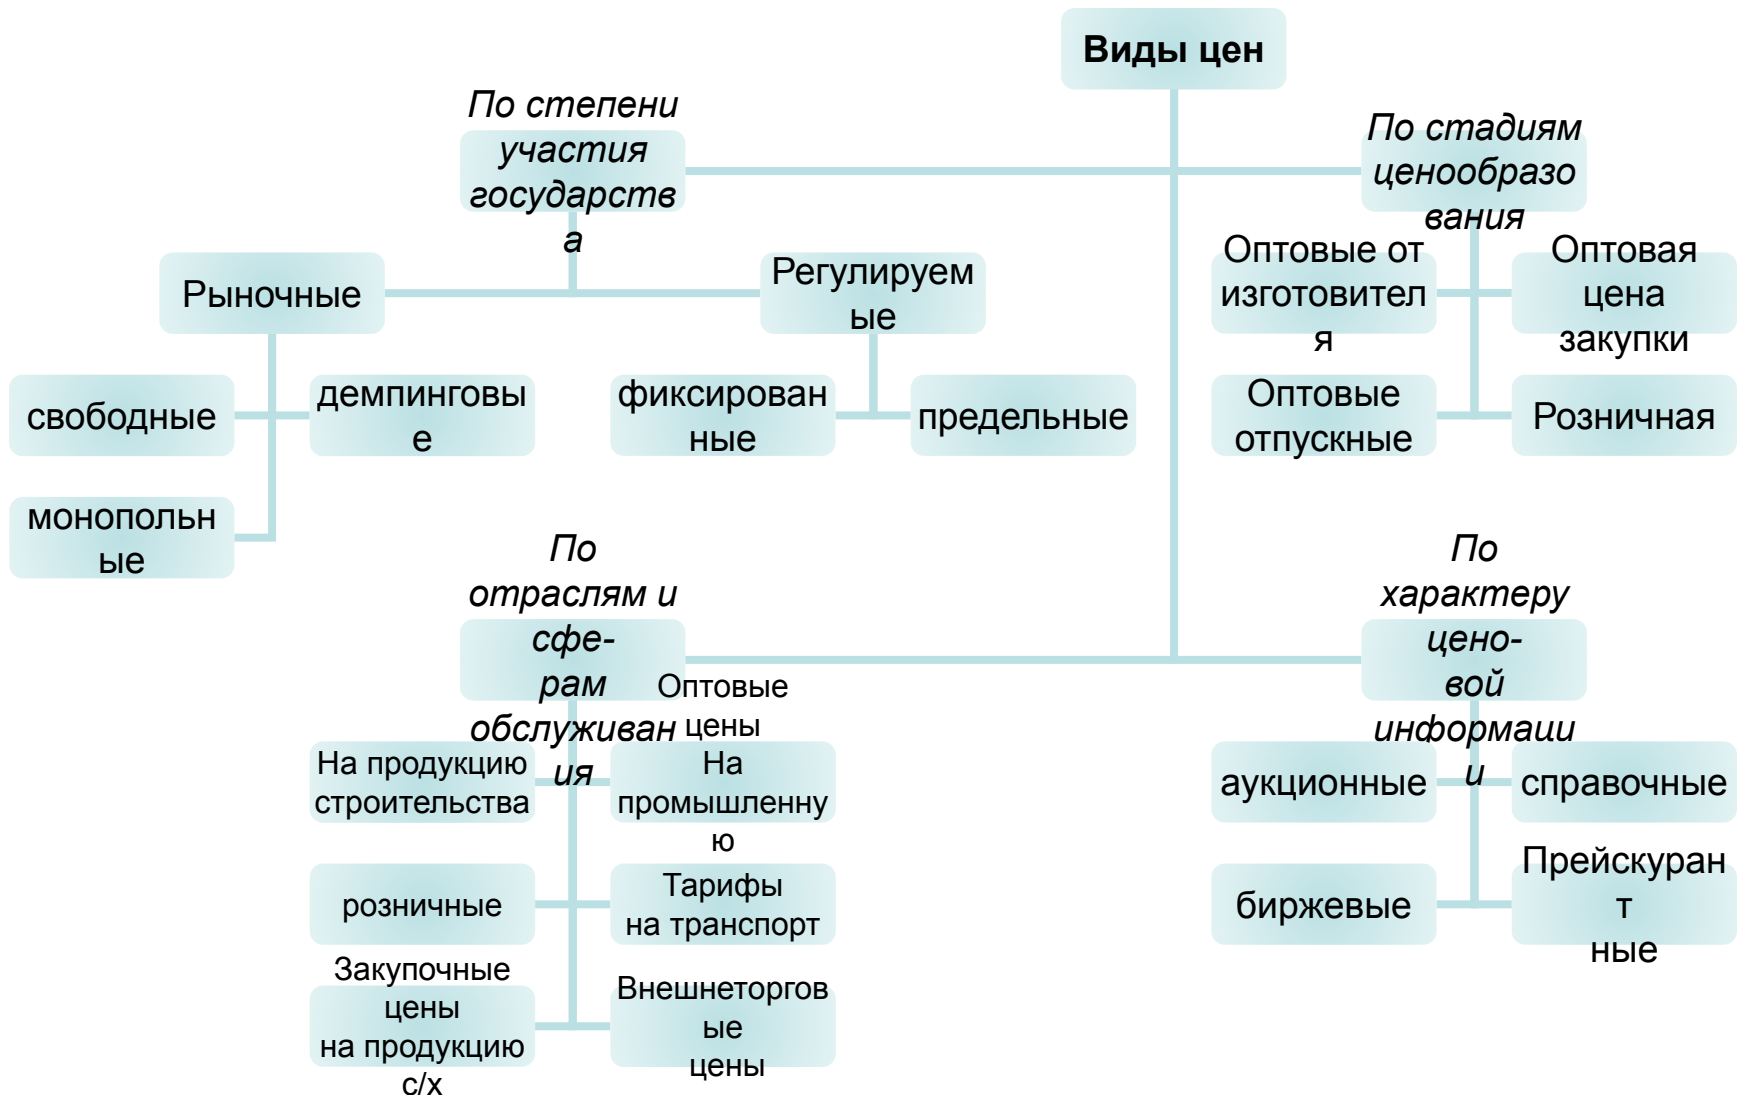 Виды цен
По степени
участия
государств
а
По стадиям
ценообразо
вания
Рыночные
Регулируем
ые
Оптовые от
изготовител
я
Оптовая
цена
закупки
свободные
демпинговы
е
фиксирован
ные
предельные
Оптовые
отпускные
Розничная
монопольн
ые
По
отраслям и
сфе-
рам
обслуживан
ия
По
характеру
цено-
вой
информаци
и
На продукцию
строительства
Оптовые
цены
На
промышленну
ю
аукционные
справочные
розничные
Тарифы
на транспорт
биржевые
Прейскуран
т
ные
Закупочные
цены
на продукцию
с/х
Внешнеторгов
ые
цены